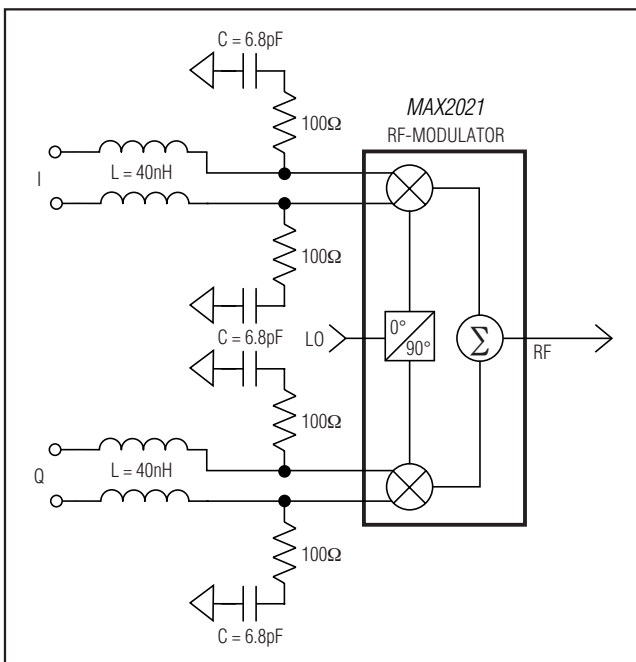 C = 6.8pF
100Ω
MAX2021
RF-MODULATOR
L = 40nH
I
100Ω
C = 6.8pF
LO
0°
90°
Σ
RF
100Ω
L = 40nH
Q
100Ω
C = 6.8pF